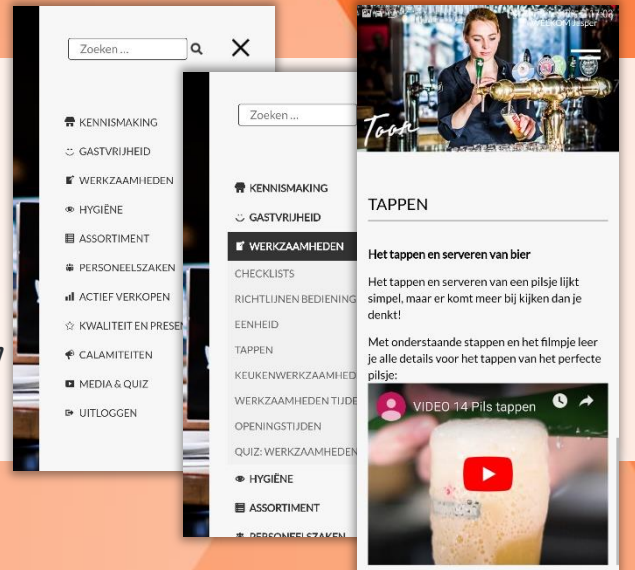 Zoeken ...
KENNISMAKING
GASTVRIJHEID
WERKZAAMHEDEN
HYGIËNE
ASSORTIMENT
PERSONEELSZAKEN
ACTIEF VERKOPEN
KWALITEIT EN PRESEN
CALAMITEITEN
MEDIA & QUIZ
UITLOGGEN
Zoeken ...
KENNISMAKING
GASTVRIJHEID
WERKZAAMHEDEN
CHECKLISTS
RICHTLIJNEN BEDIENING
EENHEID
TAPPEN
KEUKENWERKZAAMHED
WERKZAAMHEDEN TIJDE
OPENINGSTIJDEN
QUIZ: WERKZAAMHEDEN
HYGIËNE
ASSORTIMENT
PERSONEELSZAKEN
WELKOM Jasper
Toon
TAPPEN
Het tappen en serveren van bier
Het tappen en serveren van een pilsje lijkt
simpel, maar er komt meer bij kijken dan je
denkt!
Met onderstaande stappen en het filmpje leer
je alle details voor het tappen van het perfecte
pilsje:
VIDEO 14 Pils tappen